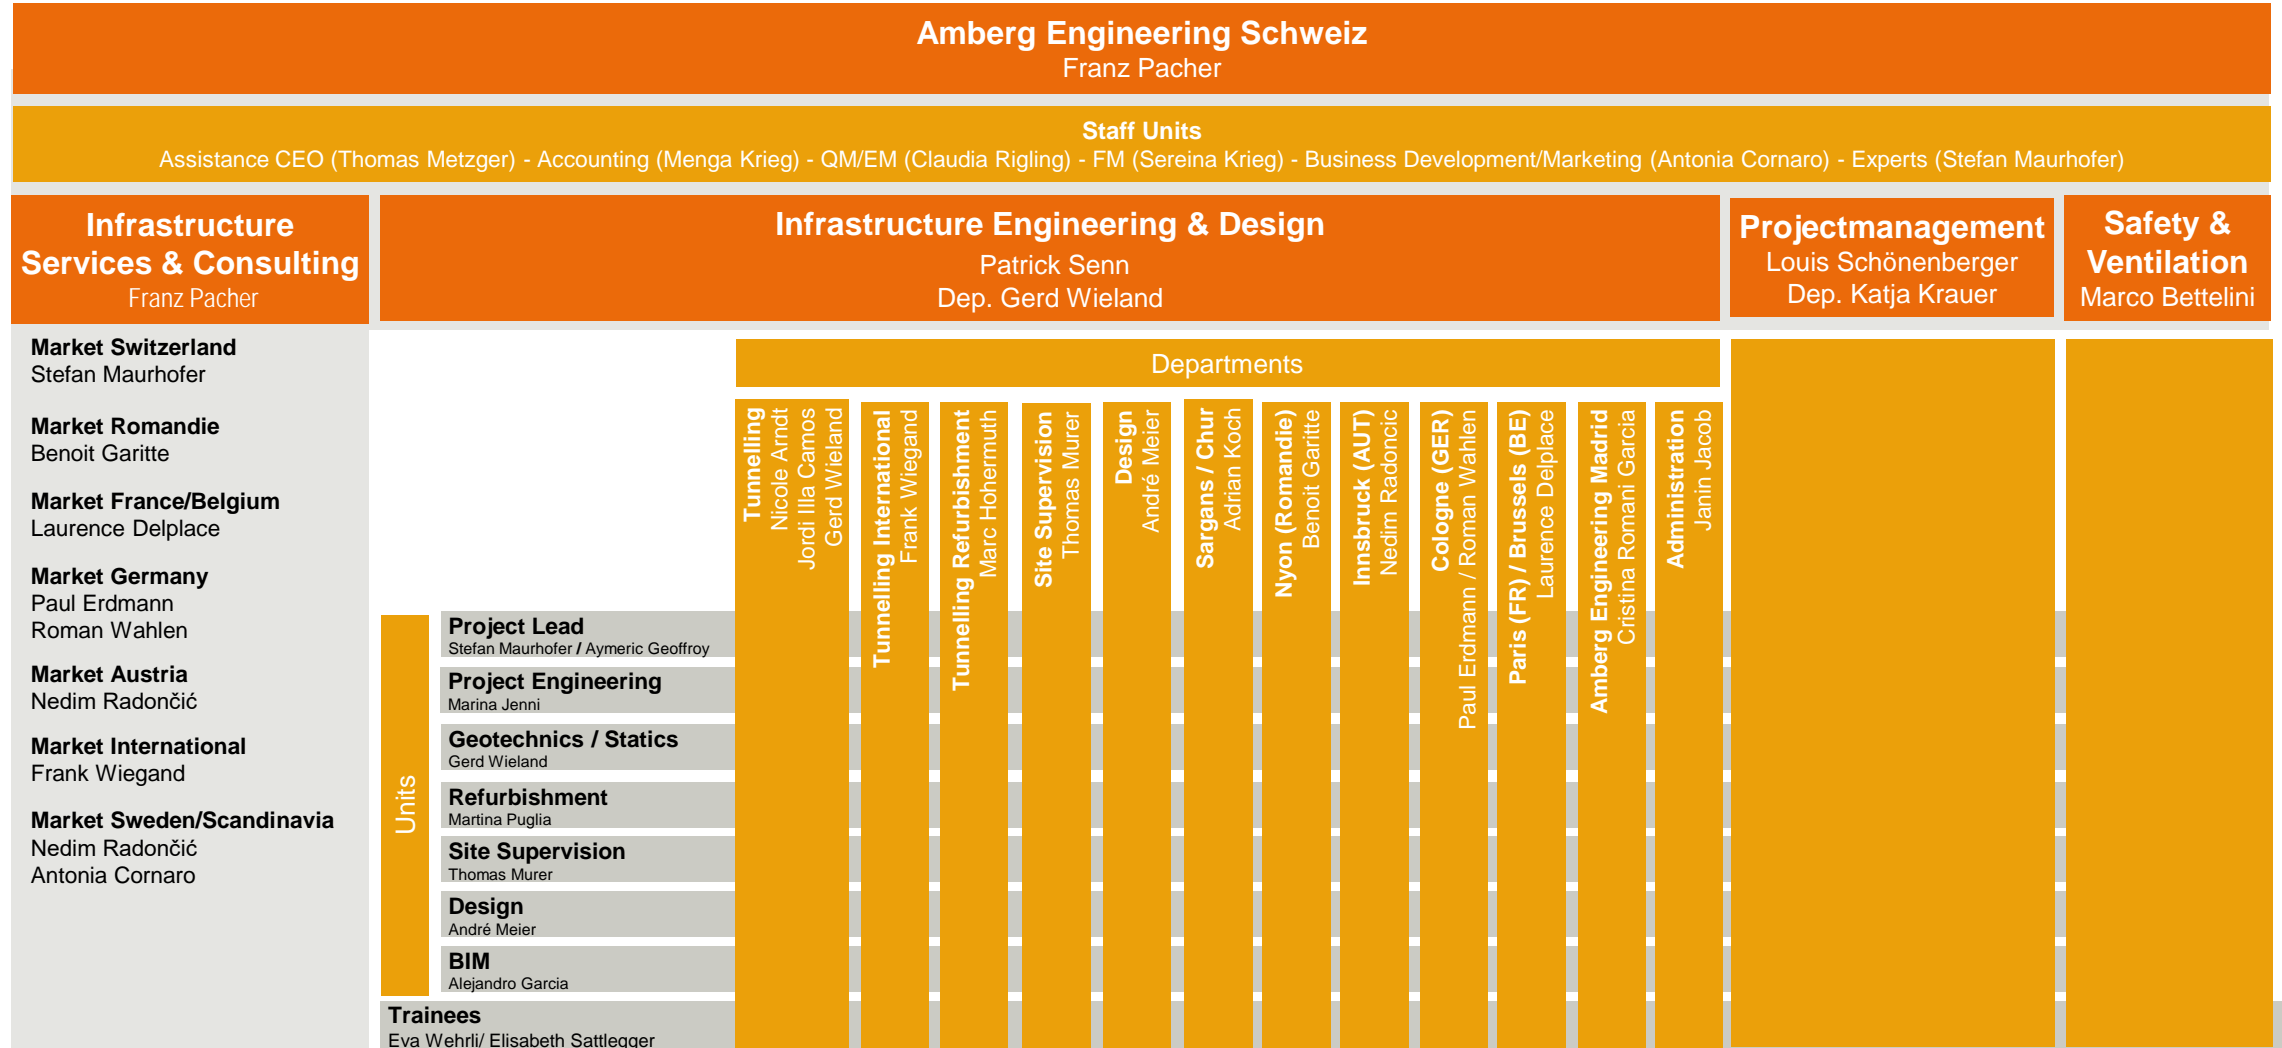 Amberg Engineering Schweiz
Franz Pacher
Staff Units
Assistance CEO (Thomas Metzger) - Accounting (Menga Krieg) - QM/EM (Claudia Rigling) - FM (Sereina Krieg) - Business Development/Marketing (Antonia Cornaro) - Experts (Stefan Maurhofer)
Infrastructure
Services & Consulting
Franz Pacher
Infrastructure Engineering & Design
Patrick Senn
Dep. Gerd Wieland
Projectmanagement
Louis Schönenberger
Dep. Katja Krauer
Safety &
Ventilation
Marco Bettelini
Market Switzerland
Stefan Maurhofer
Market Romandie
Benoit Garitte
Market France/Belgium
Laurence Delplace
Market Germany
Paul Erdmann
Roman Wahlen
Market Austria
Nedim Radončić
Market International
Frank Wiegand
Market Sweden/Scandinavia
Nedim Radončić
Antonia Cornaro
Departments
Tunnelling
Nicole Arndt
Jordi Illa Camos
Gerd Wieland
Tunnelling International
Frank Wiegand
Tunnelling Refurbishment
Marc Hohermuth
Site Supervision
Thomas Murer
Design
André Meier
Sargans / Chur
Adrian Koch
Nyon (Romandie)
Benoit Garitte
Innsbruck (AUT)
Nedim Radoncic
Cologne (GER)
Paul Erdmann / Roman Wahlen
Paris (FR) / Brussels (BE)
Laurence Delplace
Amberg Engineering Madrid
Cristina Romani Garcia
Administration
Janin Jacob
Units
Project Lead
Stefan Maurhofer / Aymeric Geoffroy
Project Engineering
Marina Jenni
Geotechnics / Statics
Gerd Wieland
Refurbishment
Martina Puglia
Site Supervision
Thomas Murer
Design
André Meier
BIM
Alejandro Garcia
Trainees
Eva Wehrli/ Elisabeth Sattlegger